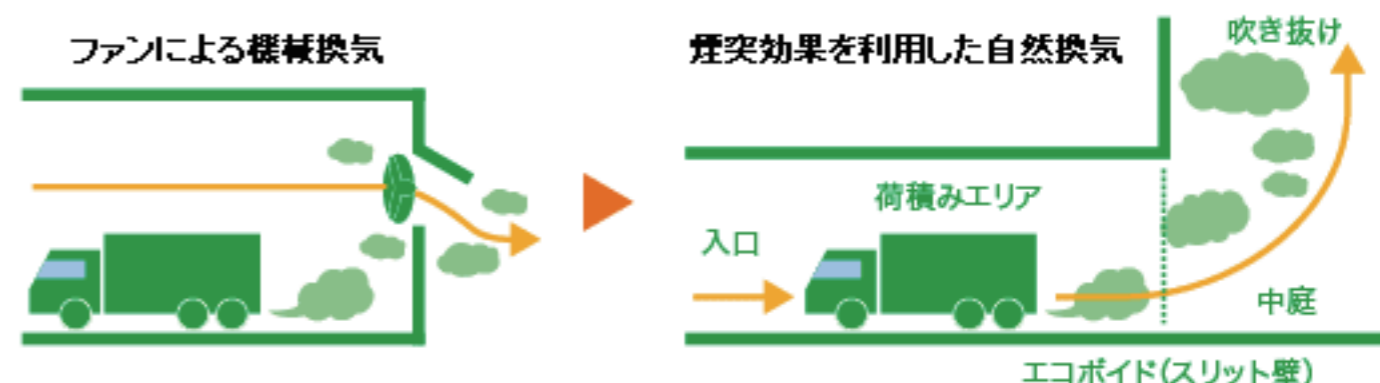 ファンによる機械換気
煙突効果を利用した自然換気
吹き抜け
荷積みエリア
入口
中庭
エコボイド(スリット壁)